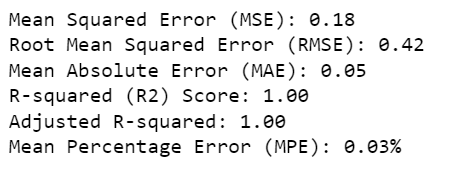 Mean Squared Error (MSE): 0.18
Root Mean Squared Error (RMSE): 0.42
Mean Absolute Error (MAE): 0.05
R-squared (R2) Score: 1.00
Adjusted R-squared: 1.00
Mean Percentage Error (MPE): 0.03%